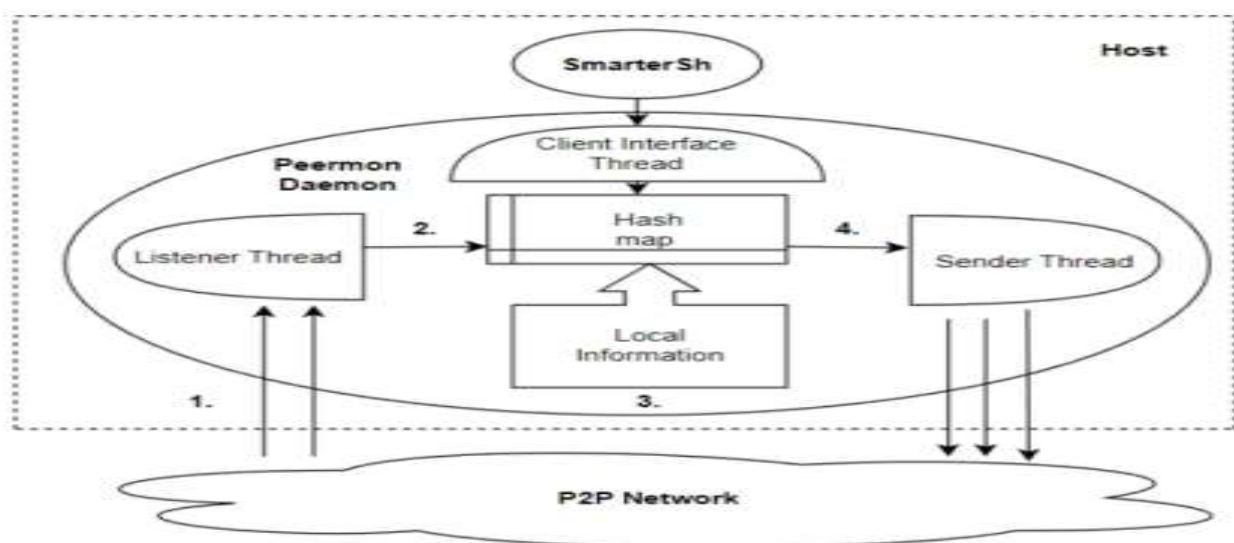 SmarterSh
Host
Client Interface
Thread
Peermon
Daemon
Hash
map
2.
4.
Listener Thread
Sender Thread
Local
Information
1.
3.
P2P Network